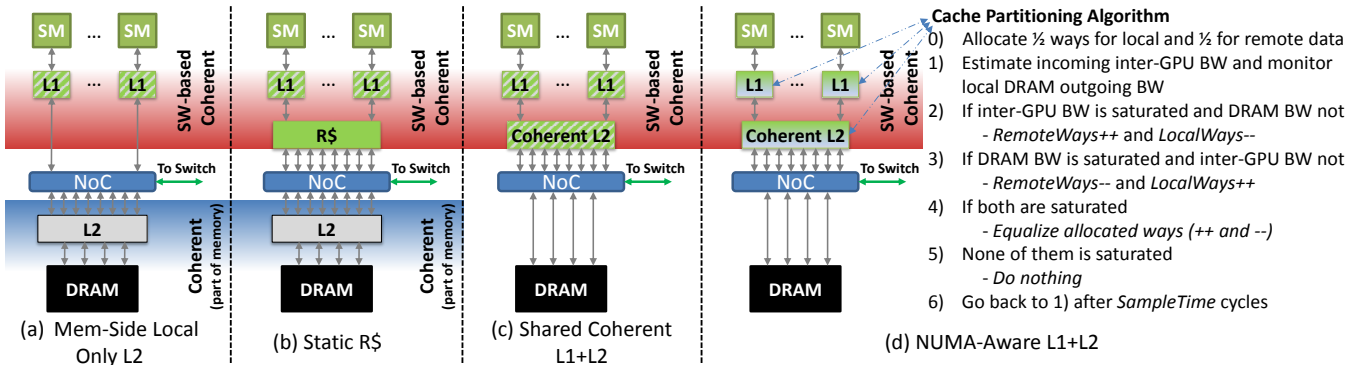 SM
...
SM
L1
...
L1
SW-based
Coherent
To Switch
NoC
L2
Coherent
(part of memory)
DRAM
(a) Mem-Side Local
Only L2
SM
...
SM
L1
...
L1
SW-based
Coherent
R$
To Switch
NoC
L2
Coherent
(part of memory)
DRAM
(b) Static R$
SM
...
SM
L1
...
L1
SW-based
Coherent
Coherent L2
To Switch
NoC
DRAM
(c) Shared Coherent
L1+L2
SM
...
SM
L1
...
L1
SW-based
Coherent
Coherent L2
To Switch
NoC
DRAM
(d) NUMA-Aware L1+L2
Cache Partitioning Algorithm
0) Allocate ½ ways for local and ½ for remote data
1) Estimate incoming inter-GPU BW and monitor
local DRAM outgoing BW
2) If inter-GPU BW is saturated and DRAM BW not
- RemoteWays++ and LocalWays--
3) If DRAM BW is saturated and inter-GPU BW not
- RemoteWays-- and LocalWays++
4) If both are saturated
- Equalize allocated ways (++ and --)
5) None of them is saturated
- Do nothing
6) Go back to 1) after SampleTime cycles